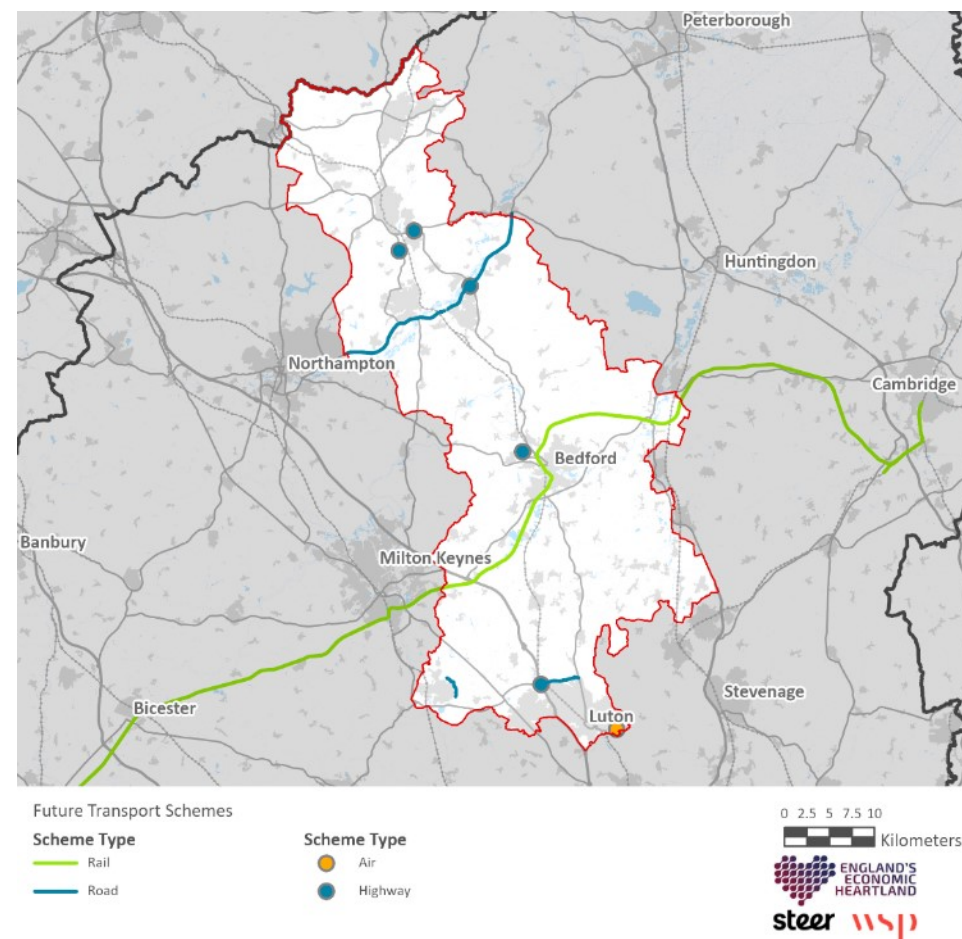 Peterborough
Huntingdon
Northampton
Cambridge
Bedford
Banbury
Milton Keynes
Bicester
Stevenage
Luton
Future Transport Schemes
Scheme Type
Rail
Road
Scheme Type
Air
Highway
0 2.5 5 7.5 10
Kilometers
ENGLAND'S
ECONOMIC
HEARTLAND
steer wsp